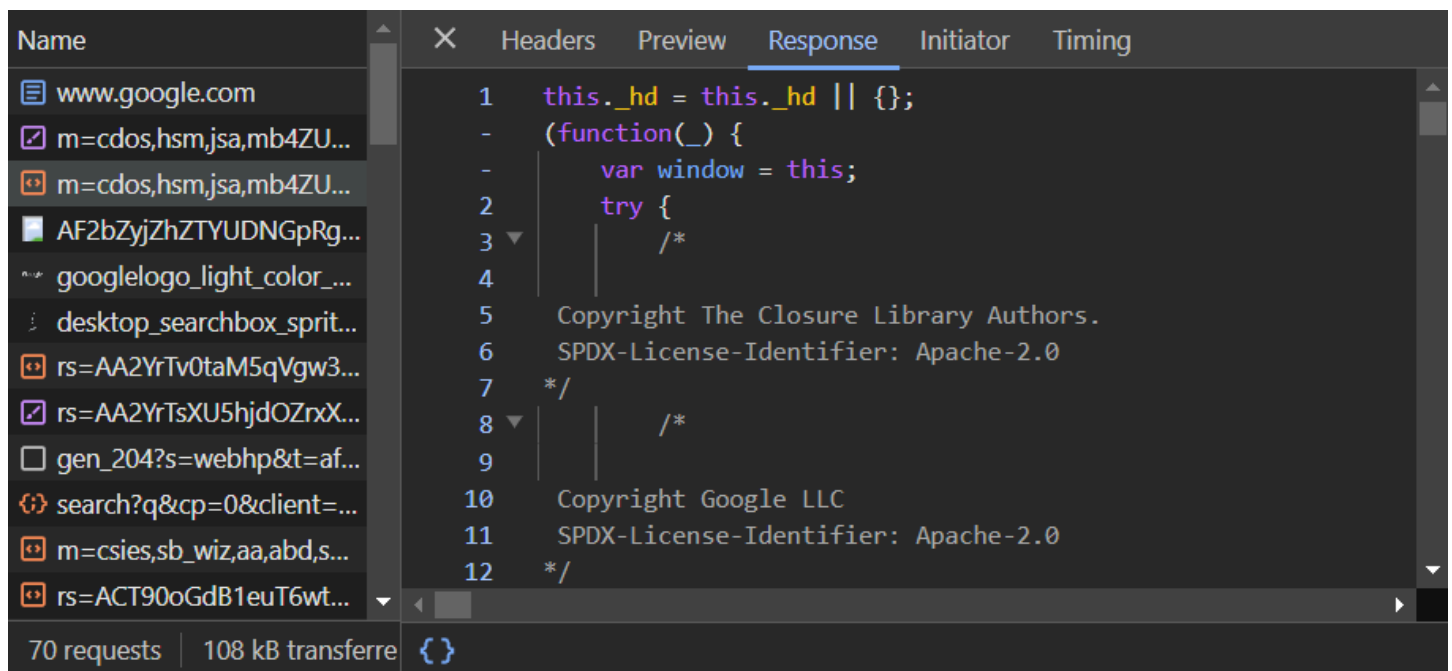 Name
www.google.com
m=cdos,hsm,jsa,mb4ZU...
m=cdos,hsm,jsa,mb4ZU...
AF2bZyjZhZTYUDNGpRg...
googlelogo_light_color_...
desktop_searchbox_sprit...
rs=AA2YrTv0taM5qVgw3...
rs=AA2YrTsXU5hjdOZrxX...
gen_204?s=webhp&t=af...
search?q&cp=0&client=...
m=csies,sb_wiz,aa,abd,s...
rs=ACT90oGdB1euT6wt...
70 requests | 108 kB transferre
Headers Preview Response Initiator Timing
1 this._hd = this._hd || {};
- (function(_) {
- var window = this;
2 try {
3 /*
4
5 Copyright The Closure Library Authors.
6 SPDX-License-Identifier: Apache-2.0
7 */
8 /*
9
10 Copyright Google LLC
11 SPDX-License-Identifier: Apache-2.0
12 */
{}